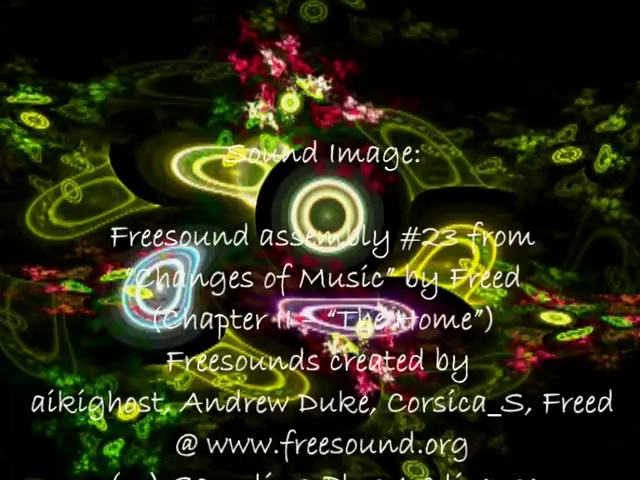 Sound Image:
Freesound assembly #23 from
"Changes of Music" by Freed
(Chapter II - "The Home")
Freesounds created by
aikighost, Andrew Duke, Corsica_S, Freed
@ www.freesound.org